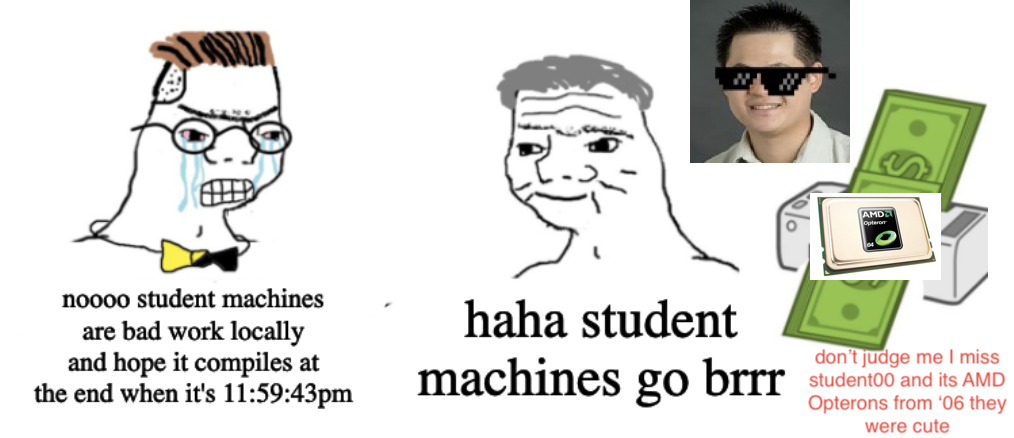 noooo student machines
are bad work locally
and hope it compiles at
the end when it's 11:59:43pm
haha student
machines go brrr
AMD
Opteron
64
don't judge me I miss
student00 and its AMD
Opterons from ‘06 they
were cute